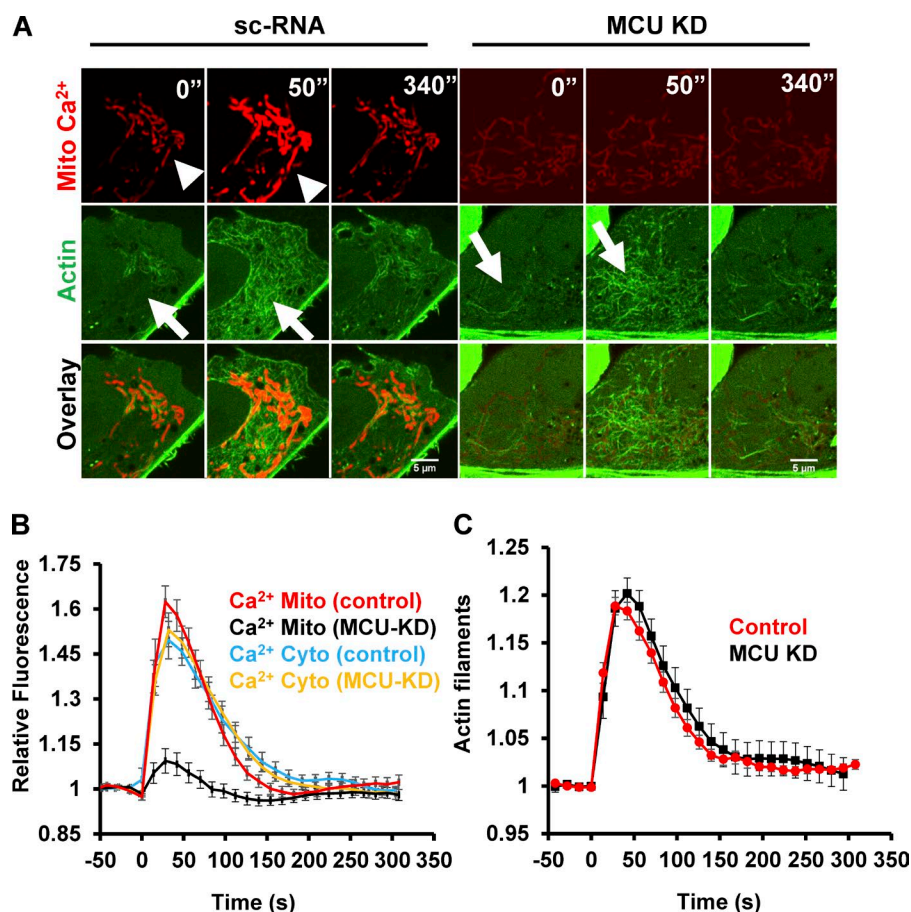 A
sc-RNA MCU KD
0” 50” 340” 0” 50” 340”
Mito Ca²⁺
Actin
Overlay
5 µm 5 µm
B
1.75
1.6
1.45
1.3
1.15
1
0.85
Relative Fluorescence
Ca²⁺ Mito (control)
Ca²⁺ Mito (MCU-KD)
Ca²⁺ Cyto (control)
Ca²⁺ Cyto (MCU-KD)
-50 0 50 100 150 200 250 300 350
Time (s)
C
1.25
1.2
1.15
1.1
1.05
1
0.95
Actin filaments
Control
MCU KD
-50 0 50 100 150 200 250 300 350
Time (s)